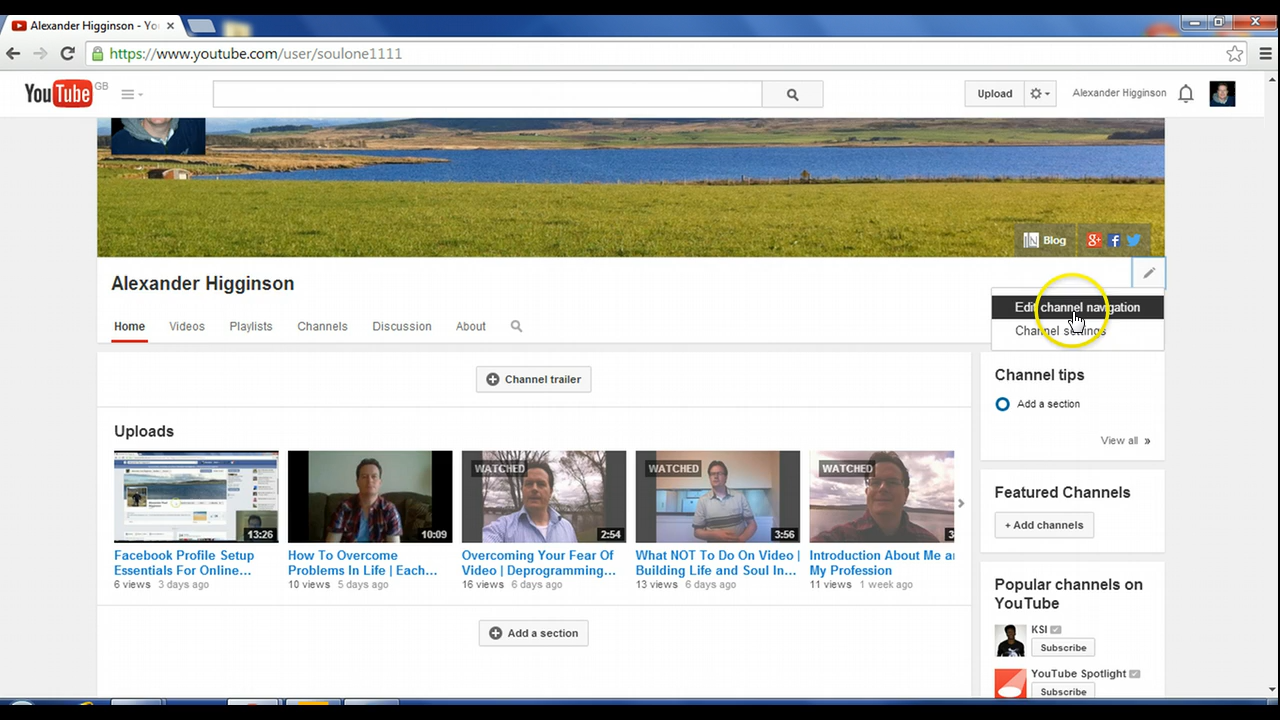 Alexander Higginson - Yo
https://www.youtube.com/user/soulone1111
YouTube GB
Upload
Alexander Higginson
Blog
Alexander Higginson
Edit channel navigation
Channel settings
Home Videos Playlists Channels Discussion About
Channel trailer
Channel tips
Add a section
View all »
Uploads
WATCHED WATCHED WATCHED
13:26 10:09 2:54 3:56 3
Facebook Profile Setup
Essentials For Online...
6 views 3 days ago
How To Overcome
Problems In Life | Each...
10 views 5 days ago
Overcoming Your Fear Of
Video | Deprogramming...
16 views 6 days ago
What NOT To Do On Video |
Building Life and Soul In...
13 views 6 days ago
Introduction About Me ar
My Profession
11 views 1 week ago
Add a section
Featured Channels
+ Add channels
Popular channels on
YouTube
KSI
Subscribe
YouTube Spotlight
Subscribe